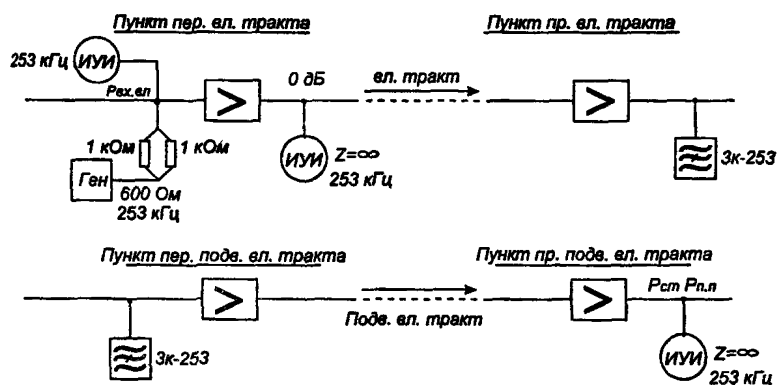 Пункт пер. вл. тракта
Пункт пр. вл. тракта
ИУИ
253 кГц
Рвх.вл
0 дБ
вл. тракт
>
>
1 кОм
1 кОм
Ген
600 Ом
253 кГц
ИУИ
Z=∞
253 кГц
Зк-253
Пункт пер. подв. вл. тракта
Пункт пр. подв. вл. тракта
>
>
Рст Рп.п
Подв. вл. тракт
Зк-253
ИУИ
Z=∞
253 кГц